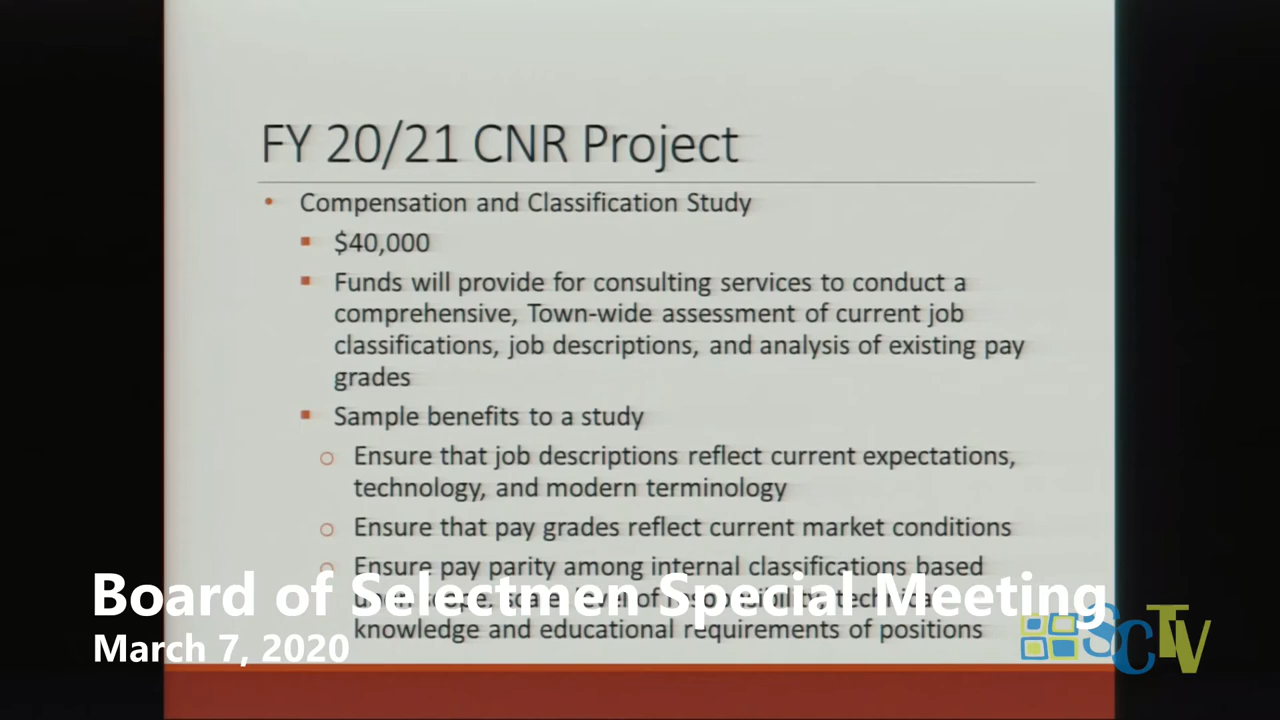 FY 20/21 CNR Project
• Compensation and Classification Study
▪ $40,000
▪ Funds will provide for consulting services to conduct a
comprehensive, Town-wide assessment of current job
classifications, job descriptions, and analysis of existing pay
grades
▪ Sample benefits to a study
o Ensure that job descriptions reflect current expectations,
technology, and modern terminology
o Ensure that pay grades reflect current market conditions
o Ensure pay parity among internal classifications based
level of
knowledge and educational requirements of positions
Board of Selectmen Special Meeting
March 7, 2020
SCTV